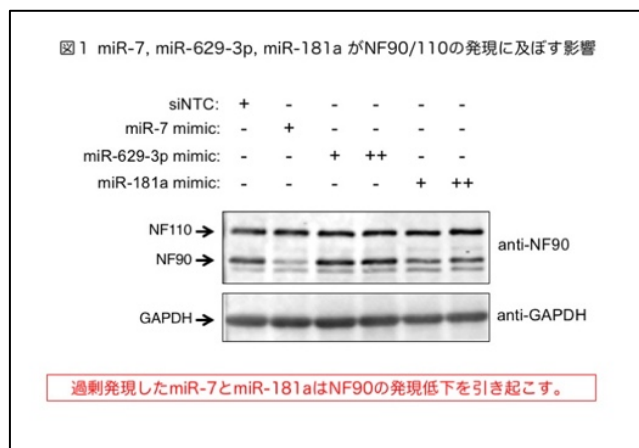 図1 miR-7, miR-629-3p, miR-181a がNF90/110の発現に及ぼす影響
siNTC: + - - - - -
miR-7 mimic: - + - - - -
miR-629-3p mimic: - - + ++ - -
miR-181a mimic: - - - - + ++
NF110
NF90
anti-NF90
GAPDH
anti-GAPDH
過剰発現したmiR-7とmiR-181aはNF90の発現低下を引き起こす。